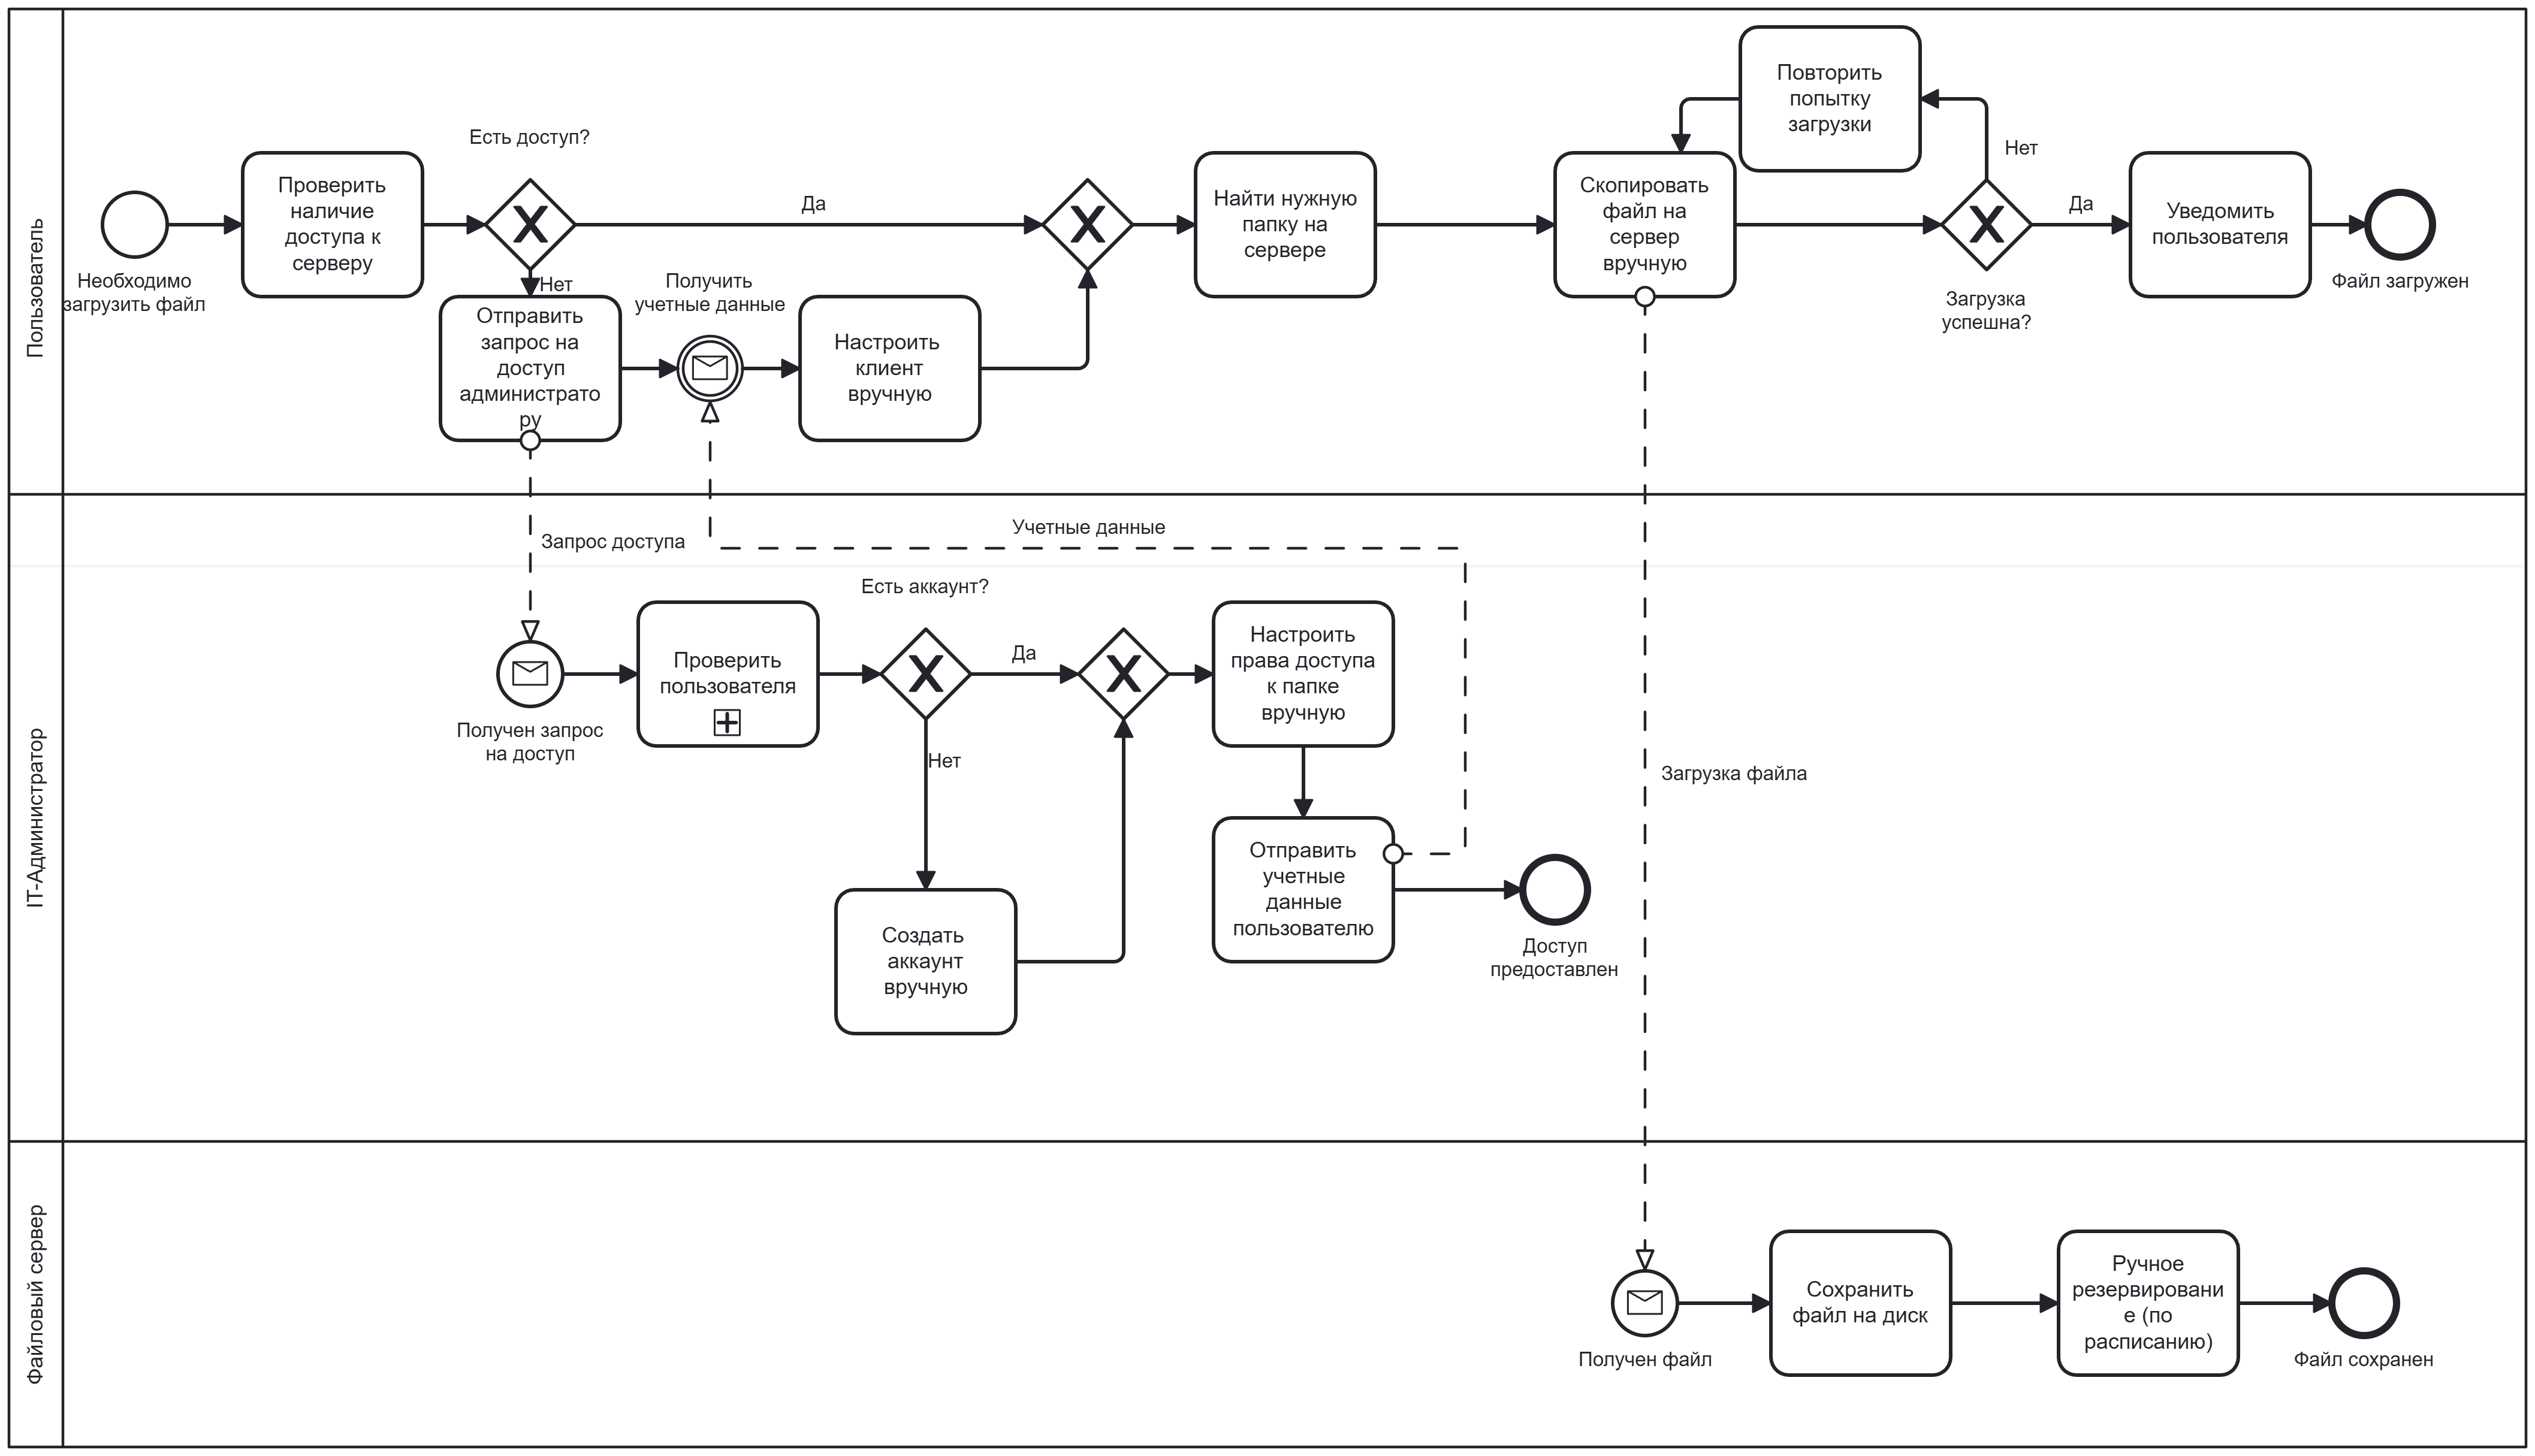 Пользователь
Необходимо
загрузить файл
Проверить
наличие
доступа к
серверу
Есть доступ?
Да
Нет
Отправить
запрос на
доступ
администрато
ру
Получить
учетные данные
Настроить
клиент
вручную
Найти нужную
папку на
сервере
Скопировать
файл на
сервер
вручную
Повторить
попытку
загрузки
Нет
Загрузка
успешна?
Да
Уведомить
пользователя
Файл загружен
IT-Администратор
Запрос доступа
Учетные данные
Получен запрос
на доступ
Проверить
пользователя
Есть аккаунт?
Да
Нет
Создать
аккаунт
вручную
Настроить
права доступа
к папке
вручную
Отправить
учетные
данные
пользователю
Доступ
предоставлен
Загрузка файла
Файловый сервер
Получен файл
Сохранить
файл на диск
Ручное
резервировани
е (по
расписанию)
Файл сохранен